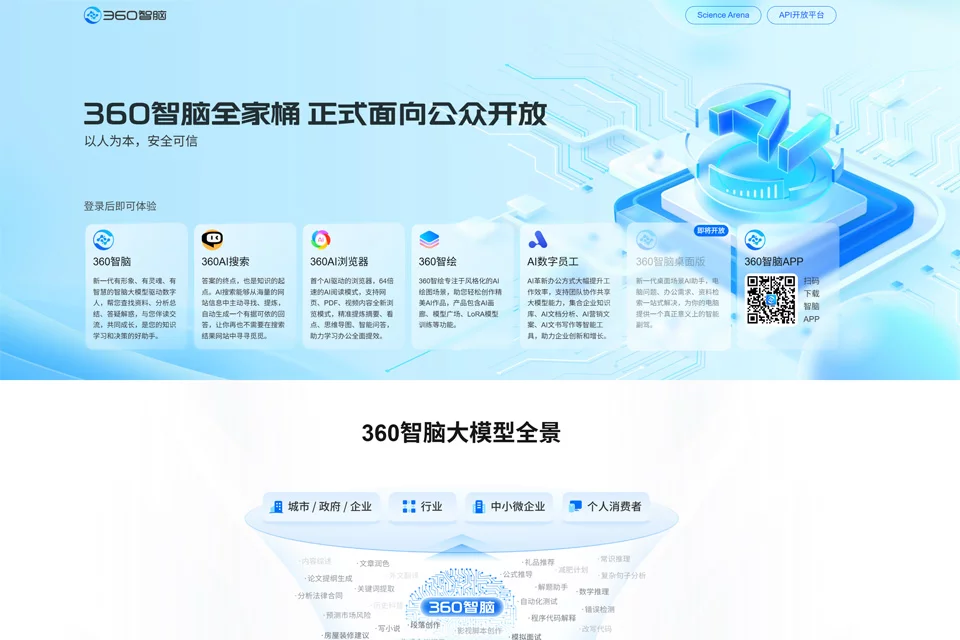 360智脑
Science Arena
API开放平台
360智脑全家桶 正式面向公众开放
以人为本，安全可信
登录后即可体验
360智脑
新一代有形象、有灵魂、有
智慧的智脑大模型驱动数字
人，帮您查找资料、分析总
结、答疑解惑，与您伴读交
流，共同成长，是您的知识
学习和决策的好助手。
360AI搜索
答案的终点，也是知识的起
点。AI搜索能够从海量的网
站信息中主动寻找、提炼，
自动生成一个有据可依的回
答，让你再也不需要在搜索
结果网站中寻寻觅觅。
360AI浏览器
首个AI驱动的浏览器，64倍
速的AI阅读模式，支持网
页、PDF、视频内容全新浏
览模式，精准提炼摘要、看
点、思维导图、智能问答，
助力学习办公全面提效。
360智绘
360智绘专注于风格化的AI
绘图场景，助您轻松创作精
美AI作品，产品包含AI画
廊、模型广场、LoRA模型
训练等功能。
AI数字员工
AI革新办公方式大幅提升工
作效率，支持团队协作共享
大模型能力，集合企业知识
库、AI文档分析、AI营销文
案、AI文书写作等智能工
具，助力企业创新和增长。
即将开放
360智脑桌面版
新一代桌面场景AI助手，电
脑问题、办公需求、资料检
索一站式解决，为你的电脑
提供一个真正意义上的智能
副驾。
360智脑APP
扫码
下载
智脑
APP
360智脑大模型全景
城市 / 政府 / 企业
行业
中小微企业
个人消费者
·内容综述
·文章润色
·礼品推荐
·常识推理
·论文提纲生成
·公式推导
·减肥计划
·复杂句子分析
·分析法律合同
·关键词提取
·解题助手
·数学推理
·自动化测试
·错误检测
·预测市场风险
·段落创作
·程序代码解释
360智脑
·写小说
·影视脚本创作
·改写代码
·房屋装修建议
·模拟面试